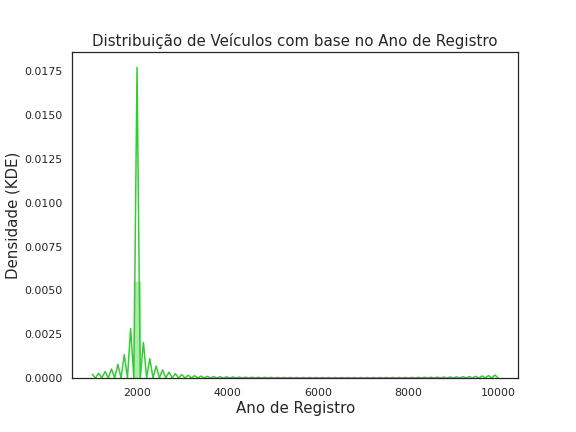 Distribuição de Veículos com base no Ano de Registro
0.0175
0.0150
0.0125
0.0100
0.0075
0.0050
0.0025
0.0000
Densidade (KDE)
2000 4000 6000 8000 10000
Ano de Registro